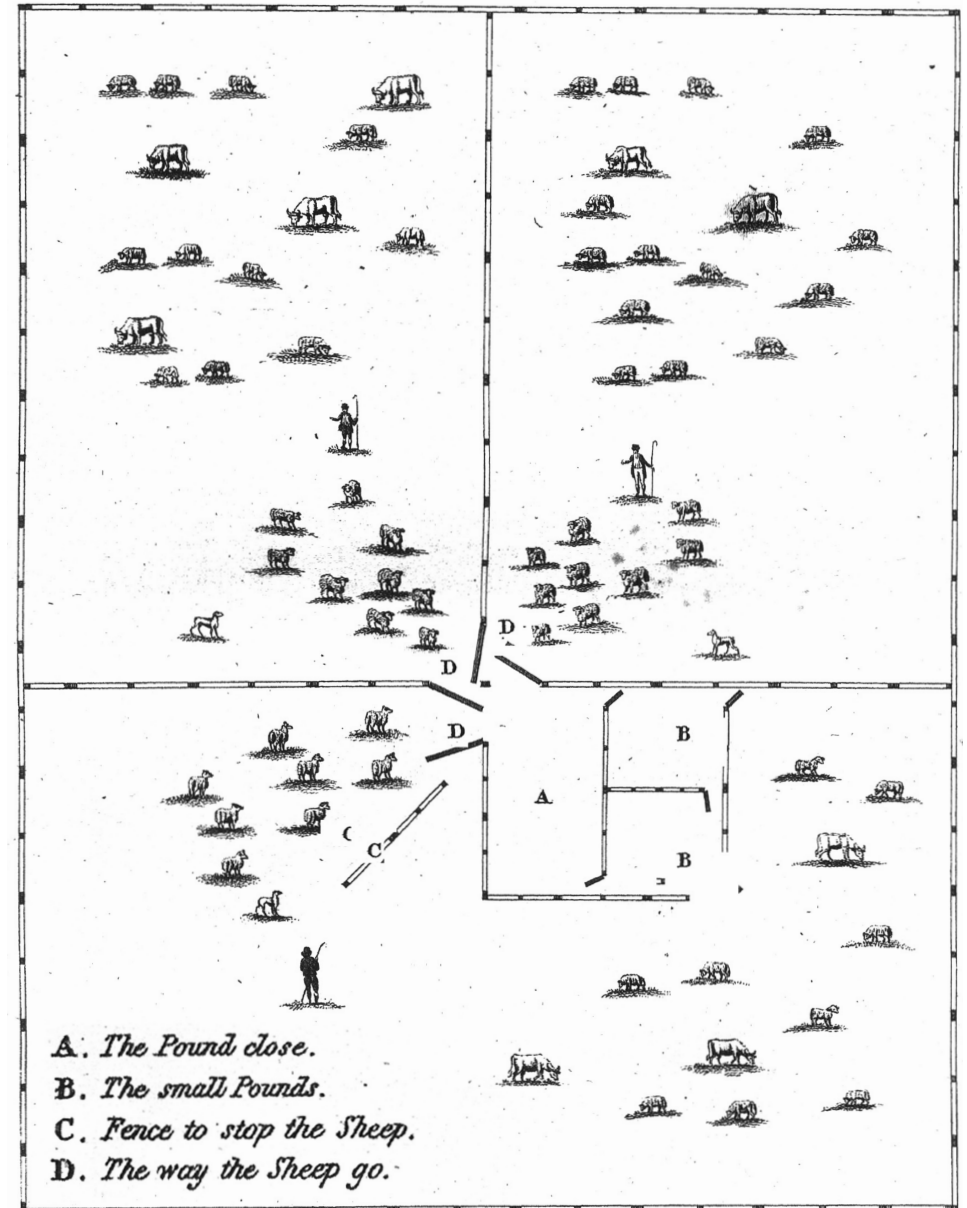 D
D
D
B
A
C
B
A. The Pound close.
B. The small Pounds.
C. Fence to stop the Sheep.
D. The way the Sheep go.